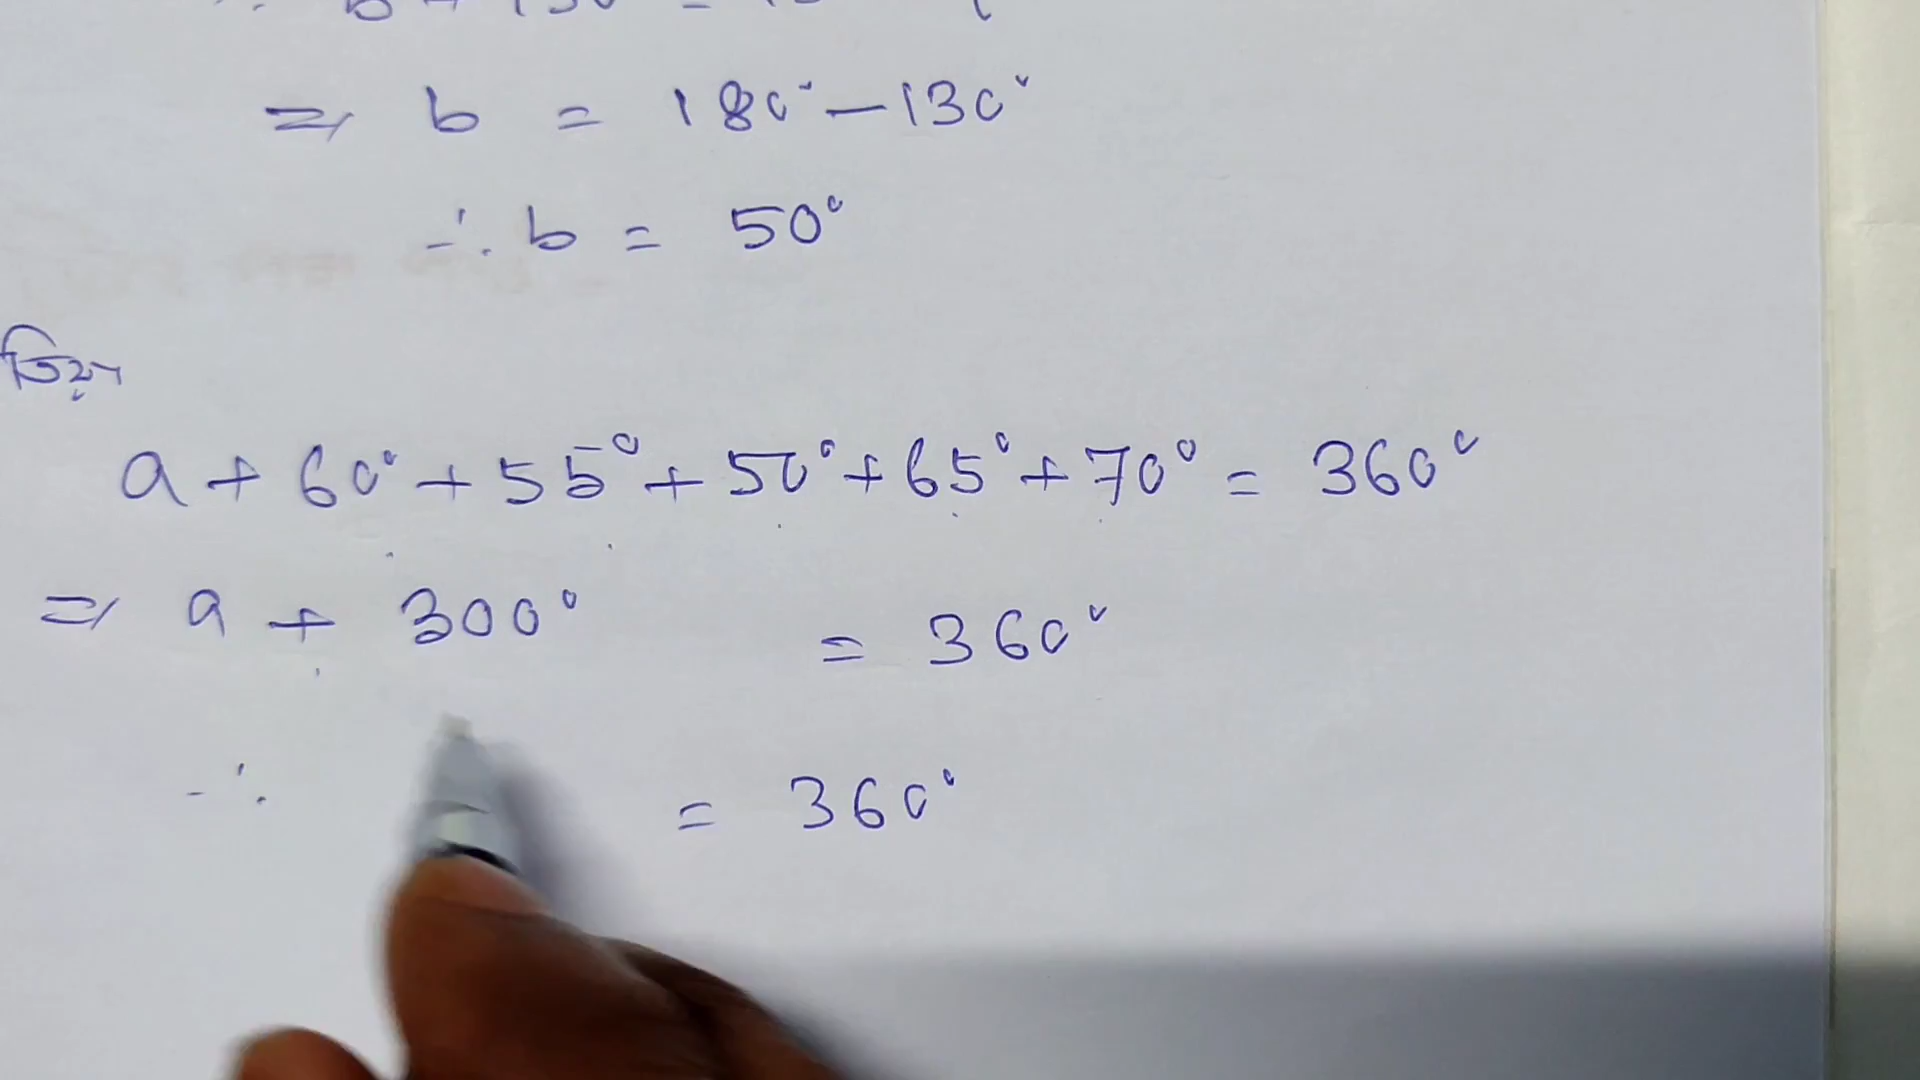 ⇒ b = 180° – 130°
∴ b = 50°
a + 60° + 55° + 50° + 65° + 70° = 360°
⇒ a + 300° = 360°
∴ = 360°